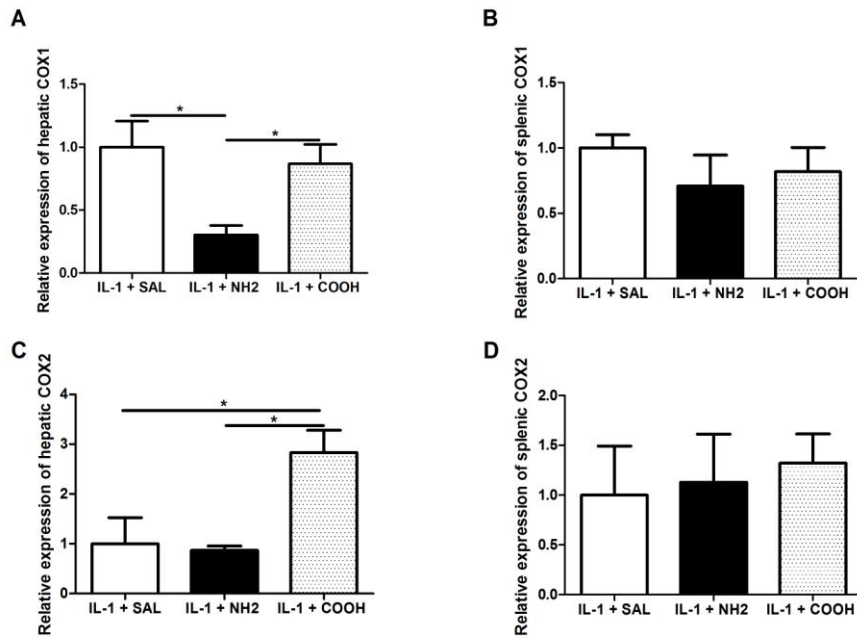 A
Relative expression of hepatic COX1
1.5
1.0
0.5
0.0
*
*
IL-1 + SAL IL-1 + NH2 IL-1 + COOH
B
Relative expression of splenic COX1
1.5
1.0
0.5
0.0
IL-1 + SAL IL-1 + NH2 IL-1 + COOH
C
Relative expression of hepatic COX2
4
3
2
1
0
*
*
IL-1 + SAL IL-1 + NH2 IL-1 + COOH
D
Relative expression of splenic COX2
2.0
1.5
1.0
0.5
0.0
IL-1 + SAL IL-1 + NH2 IL-1 + COOH